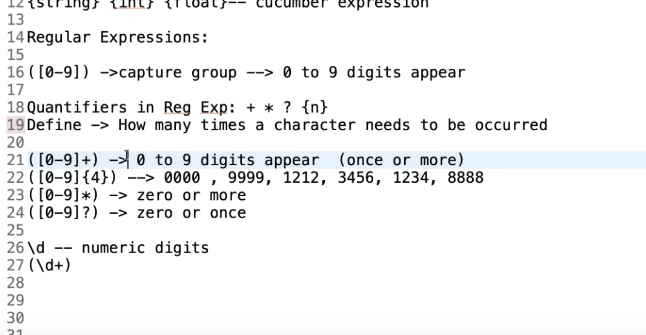 12 {string} {int} {float}-- cucumber expression
13
14 Regular Expressions:
15
16 ([0-9]) ->capture group --> 0 to 9 digits appear
17
18 Quantifiers in Reg Exp: + * ? {n}
19 Define -> How many times a character needs to be occurred
20
21 ([0-9]+) -> 0 to 9 digits appear  (once or more)
22 ([0-9]{4}) --> 0000 , 9999, 1212, 3456, 1234, 8888
23 ([0-9]*) -> zero or more
24 ([0-9]?) -> zero or once
25
26 \d -- numeric digits
27 (\d+)
28
29
30
31